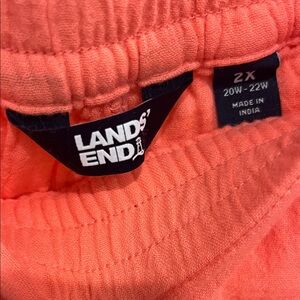 LANDS'
END
2X
20W-22W
MADE IN
INDIA